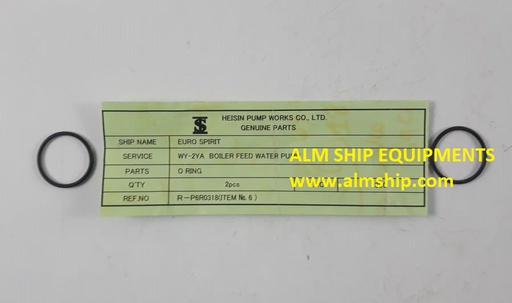 HEISIN PUMP WORKS CO., LTD.
GENUINE PARTS
SHIP NAME EURO SPIRIT
SERVICE WY-2YA BOILER FEED WATER
ALM SHIP EQUIPMENTS
PARTS O RING
www.almship.com
Q'TY 2pcs
REF.NO R-P6R0318(ITEM No. 6)